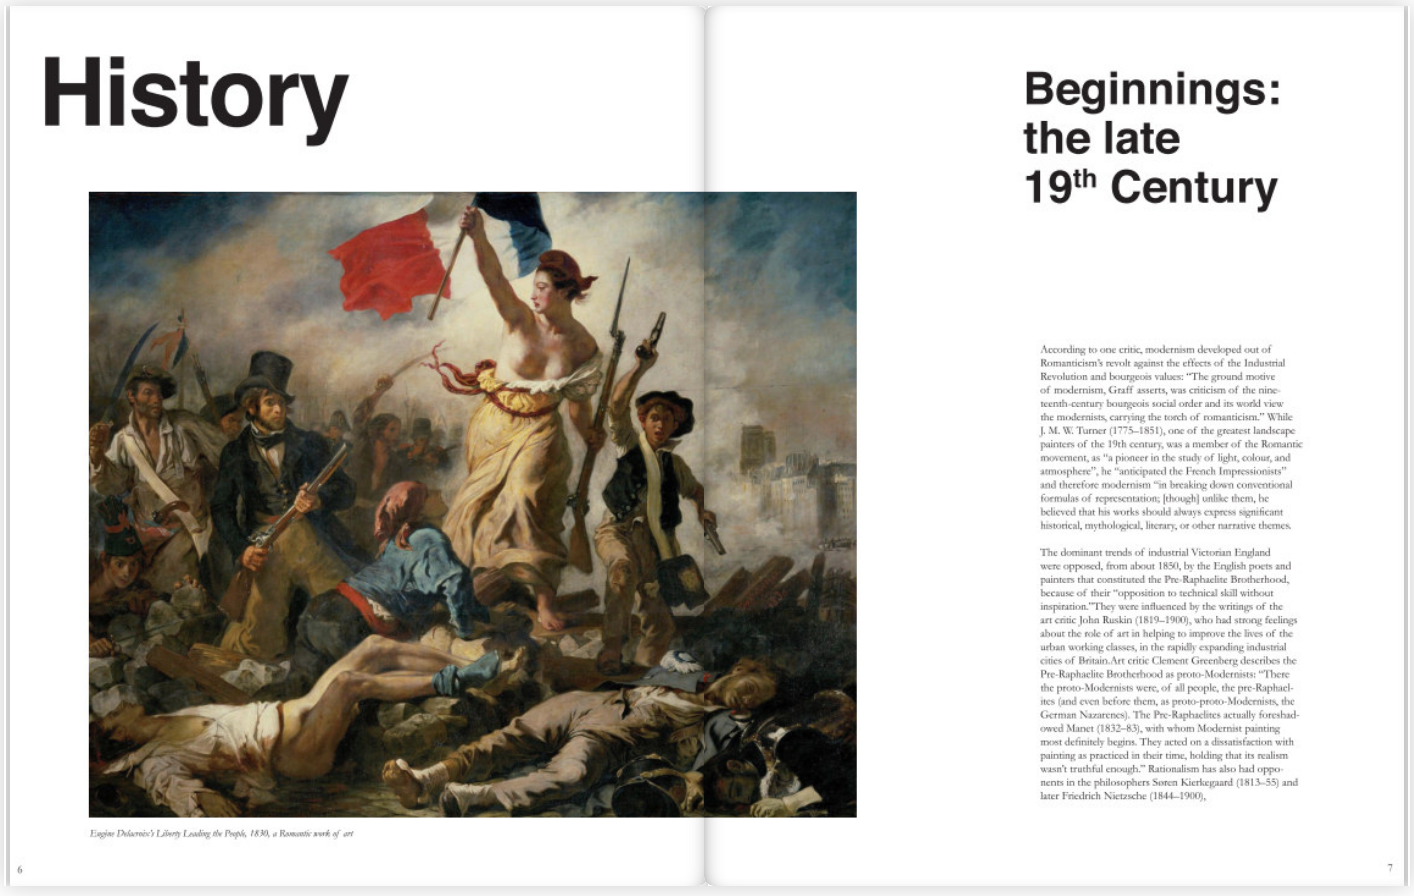 History
Eugène Delacroix's Liberty Leading the People, 1830, a Romantic work of art
6
Beginnings:
the late
19th Century
According to one critic, modernism developed out of
Romanticism's revolt against the effects of the Industrial
Revolution and bourgeois values: “The ground motive
of modernism, Graff asserts, was criticism of the nine-
teenth-century bourgeois social order and its world view
the modernists, carrying the torch of romanticism.” While
J. M. W. Turner (1775–1851), one of the greatest landscape
painters of the 19th century, was a member of the Romantic
movement, as “a pioneer in the study of light, colour, and
atmosphere”, he “anticipated the French Impressionists”
and therefore modernism “in breaking down conventional
formulas of representation; [though] unlike them, he
believed that his works should always express significant
historical, mythological, literary, or other narrative themes.
The dominant trends of industrial Victorian England
were opposed, from about 1850, by the English poets and
painters that constituted the Pre-Raphaelite Brotherhood,
because of their “opposition to technical skill without
inspiration.”They were influenced by the writings of the
art critic John Ruskin (1819–1900), who had strong feelings
about the role of art in helping to improve the lives of the
urban working classes, in the rapidly expanding industrial
cities of Britain.Art critic Clement Greenberg describes the
Pre-Raphaelite Brotherhood as proto-Modernists: “There
the proto-Modernists were, of all people, the pre-Raphael-
ites (and even before them, as proto-proto-Modernists, the
German Nazarenes). The Pre-Raphaelites actually foreshad-
owed Manet (1832–83), with whom Modernist painting
most definitely begins. They acted on a dissatisfaction with
painting as practiced in their time, holding that its realism
wasn't truthful enough.” Rationalism has also had oppo-
nents in the philosophers Søren Kierkegaard (1813–55) and
later Friedrich Nietzsche (1844–1900),
7